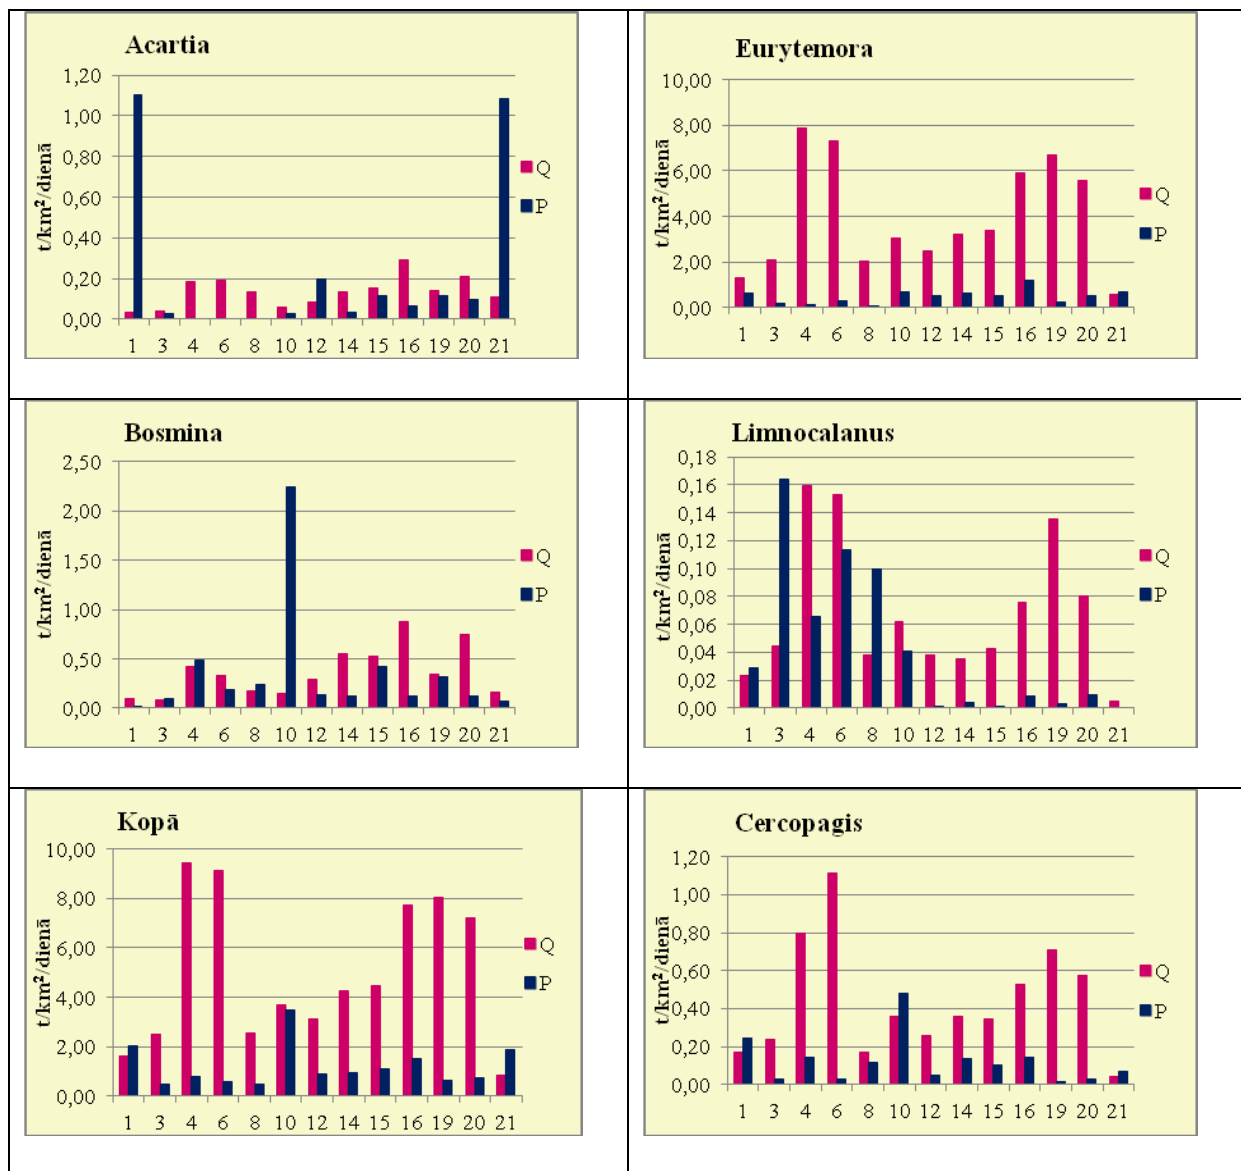 Acartia
t/km²/dienā
1,20
1,00
0,80
0,60
0,40
0,20
0,00
1 3 4 6 8 10 12 14 15 16 19 20 21
Q
P
Eurytemora
t/km²/dienā
10,00
8,00
6,00
4,00
2,00
0,00
1 3 4 6 8 10 12 14 15 16 19 20 21
Q
P
Bosmina
t/km²/dienā
2,50
2,00
1,50
1,00
0,50
0,00
1 3 4 6 8 10 12 14 15 16 19 20 21
Q
P
Limnocalanus
t/km²/dienā
0,18
0,16
0,14
0,12
0,10
0,08
0,06
0,04
0,02
0,00
1 3 4 6 8 10 12 14 15 16 19 20 21
Q
P
Kopā
t/km²/dienā
10,00
8,00
6,00
4,00
2,00
0,00
1 3 4 6 8 10 12 14 15 16 19 20 21
Q
P
Cercopagis
t/km²/dienā
1,20
1,00
0,80
0,60
0,40
0,20
0,00
1 3 4 6 8 10 12 14 15 16 19 20 21
Q
P